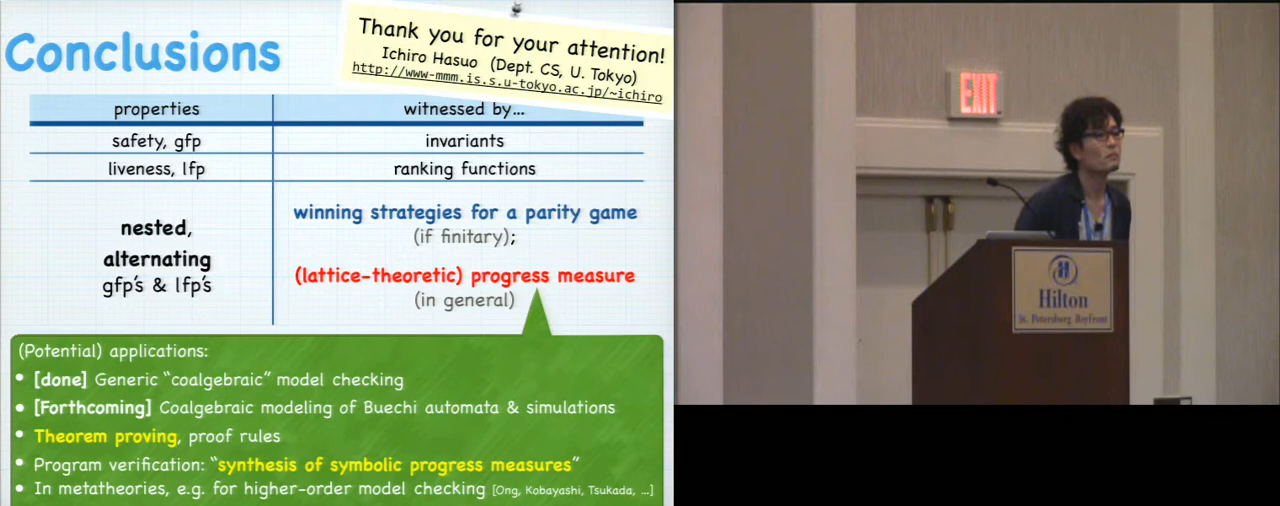 Conclusions
Thank you for your attention!
Ichiro Hasuo (Dept. CS, U. Tokyo)
http://www-mmm.is.s.u-tokyo.ac.jp/~ichiro
properties witnessed by...
safety, gfp invariants
liveness, lfp ranking functions
nested,
alternating
gfp's & lfp's
winning strategies for a parity game
(if finitary);
(lattice-theoretic) progress measure
(in general)
(Potential) applications:
• [done] Generic "coalgebraic" model checking
• [Forthcoming] Coalgebraic modeling of Buechi automata & simulations
• Theorem proving, proof rules
• Program verification: "synthesis of symbolic progress measures"
• In metatheories, e.g. for higher-order model checking [Ong, Kobayashi, Tsukada, ...]
EXIT
Hilton
St. Petersburg Bayfront